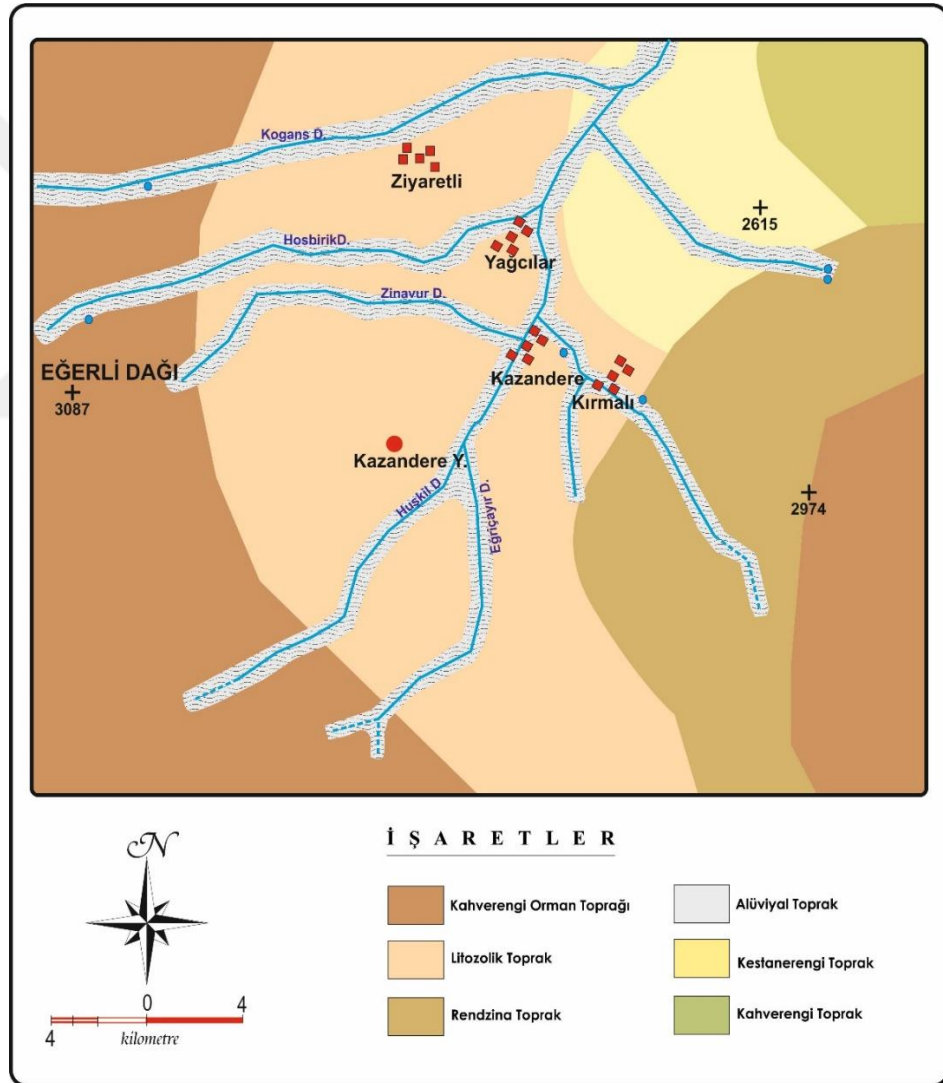 Kogans D.
Ziyaretli
2615
HosbirikD.
Yağcılar
Zinavur D.
EĞERLİ DAĞI
3087
Kazandere
Kırmalı
Kazandere Y.
Huşkil D
Eğriçayır D.
2974
N
İ Ş A R E T L E R
Kahverengi Orman Toprağı
Alüviyal Toprak
Litozolik Toprak
Kestanerengi Toprak
Rendzina Toprak
Kahverengi Toprak
0 4
4 kilometre